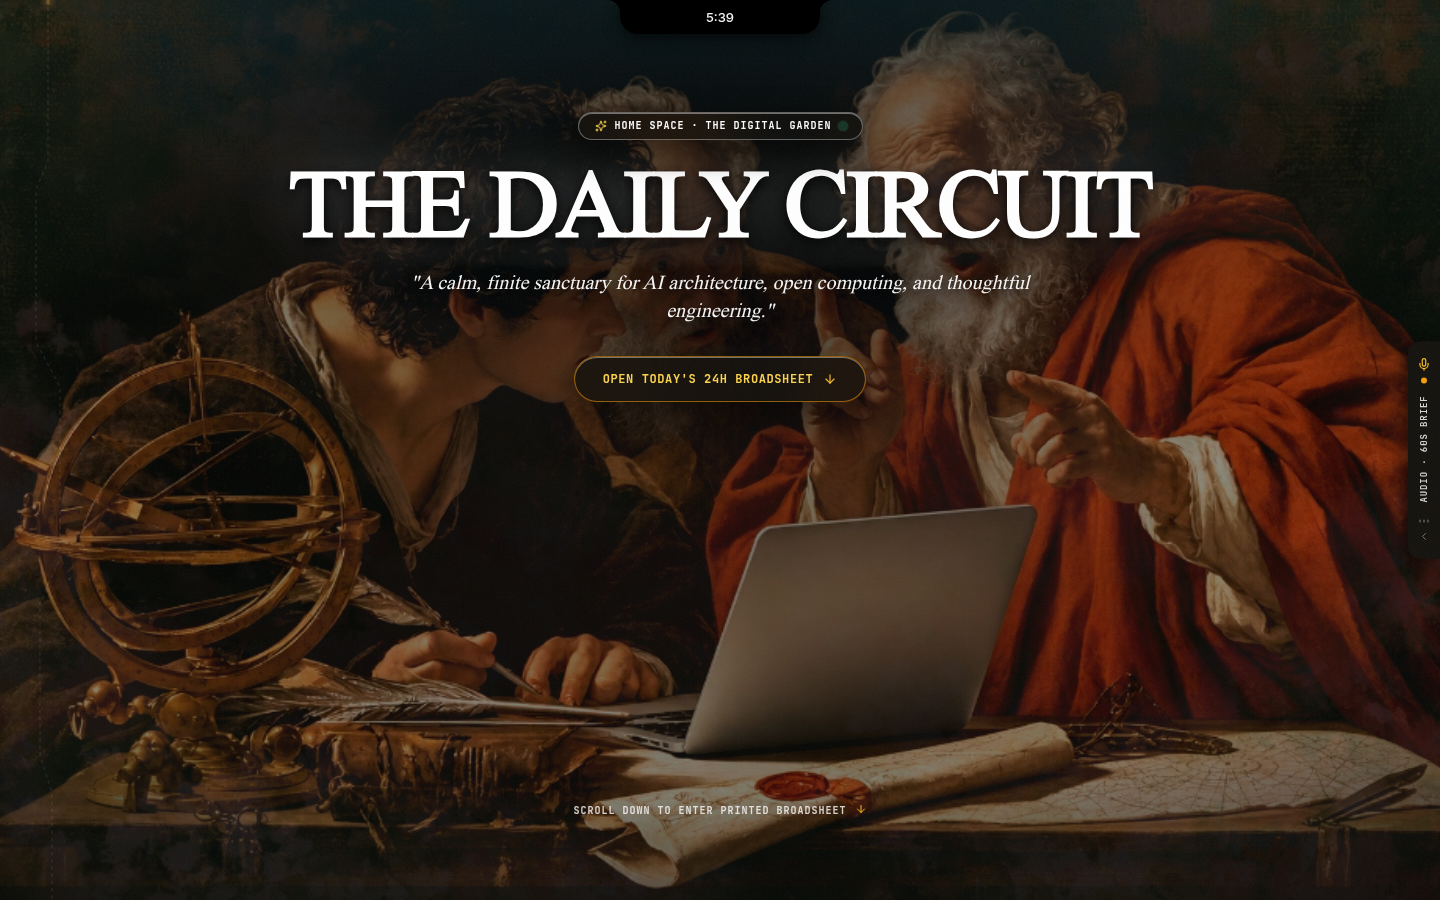 5:39
HOME SPACE · THE DIGITAL GARDEN
THE DAILY CIRCUIT
"A calm, finite sanctuary for AI architecture, open computing, and thoughtful
engineering."
OPEN TODAY'S 24H BROADSHEET ↓
AUDIO · 60S BRIEF
SCROLL DOWN TO ENTER PRINTED BROADSHEET ↓